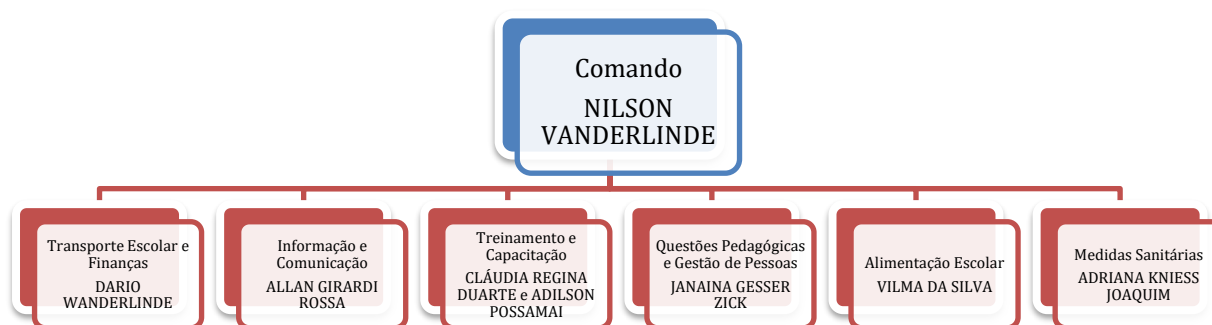 Comando
NILSON
VANDERLINDE
Transporte Escolar e
Finanças
DARIO
WANDERLINDE
Informação e
Comunicação
ALLAN GIRARDI
ROSSA
Treinamento e
Capacitação
CLÁUDIA REGINA
DUARTE e ADILSON
POSSAMAI
Questões Pedagógicas
e Gestão de Pessoas
JANAINA GESSER
ZICK
Alimentação Escolar
VILMA DA SILVA
Medidas Sanitárias
ADRIANA KNIESS
JOAQUIM